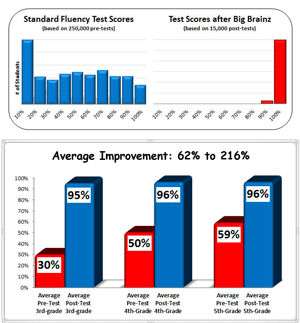 Standard Fluency Test Scores
(based on 250,000 pre-tests)
# of Students
10% 20% 30% 40% 50% 60% 70% 80% 90% 100%
Test Scores after Big Brainz
(based on 15,000 post-tests)
10% 20% 30% 40% 50% 60% 70% 80% 90% 100%
Average Improvement: 62% to 216%
100%
90%
80%
70%
60%
50%
40%
30%
20%
10%
0%
30% 95% 50% 96% 59% 96%
Average Average Average Average Average Average
Pre-Test Post-Test Pre-Test Post-Test Pre-Test Post-Test
3rd-grade 3rd-grade 4th-Grade 4th-Grade 5th-Grade 5th-Grade